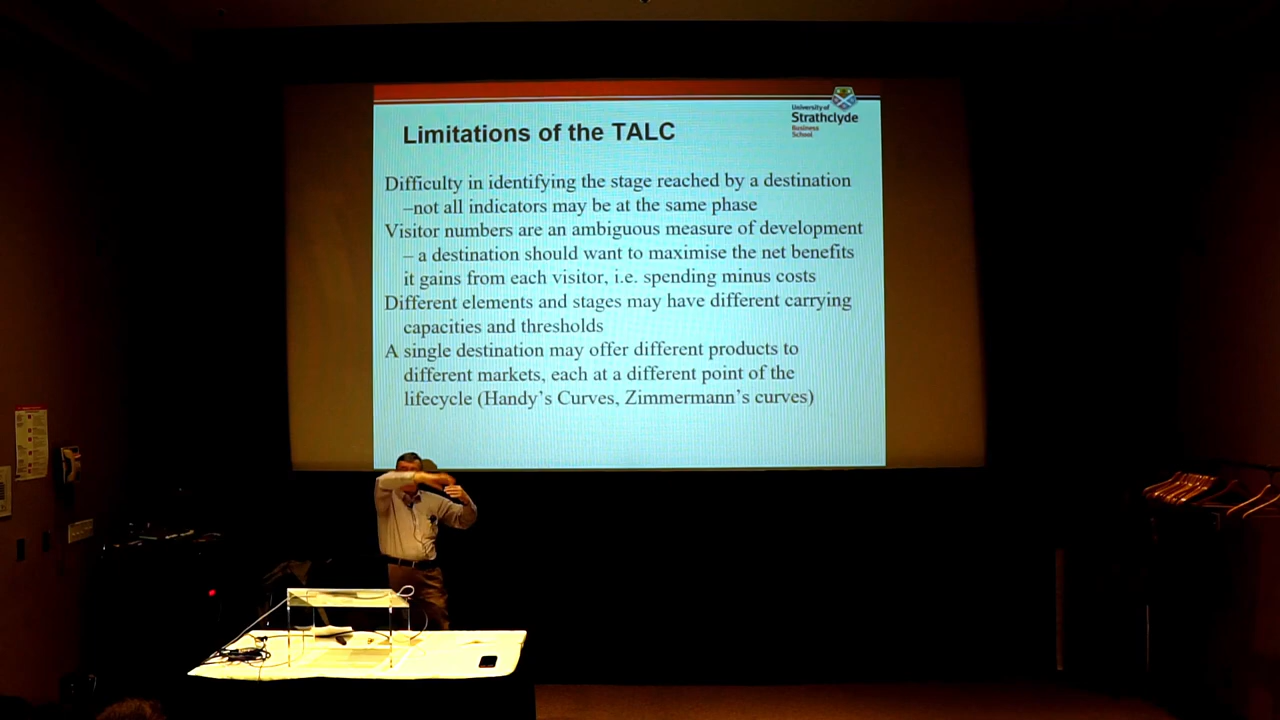 University of
Strathclyde
Business
School
Limitations of the TALC
Difficulty in identifying the stage reached by a destination
–not all indicators may be at the same phase
Visitor numbers are an ambiguous measure of development
– a destination should want to maximise the net benefits
it gains from each visitor, i.e. spending minus costs
Different elements and stages may have different carrying
capacities and thresholds
A single destination may offer different products to
different markets, each at a different point of the
lifecycle (Handy's Curves, Zimmermann's curves)